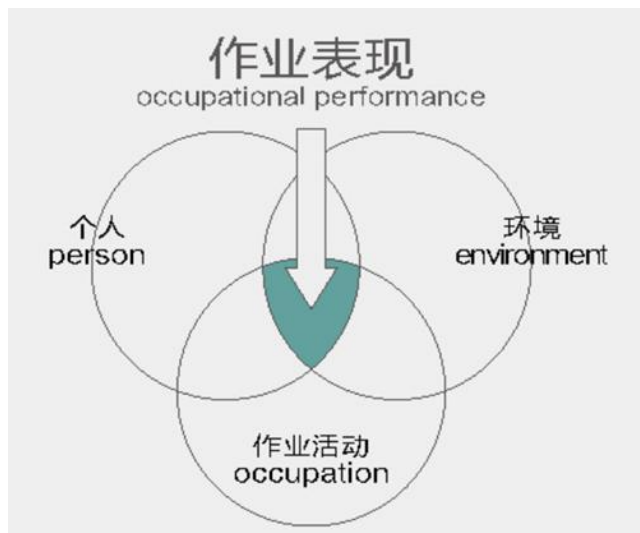 作业表现
occupational performance
个人
person
环境
environment
作业活动
occupation